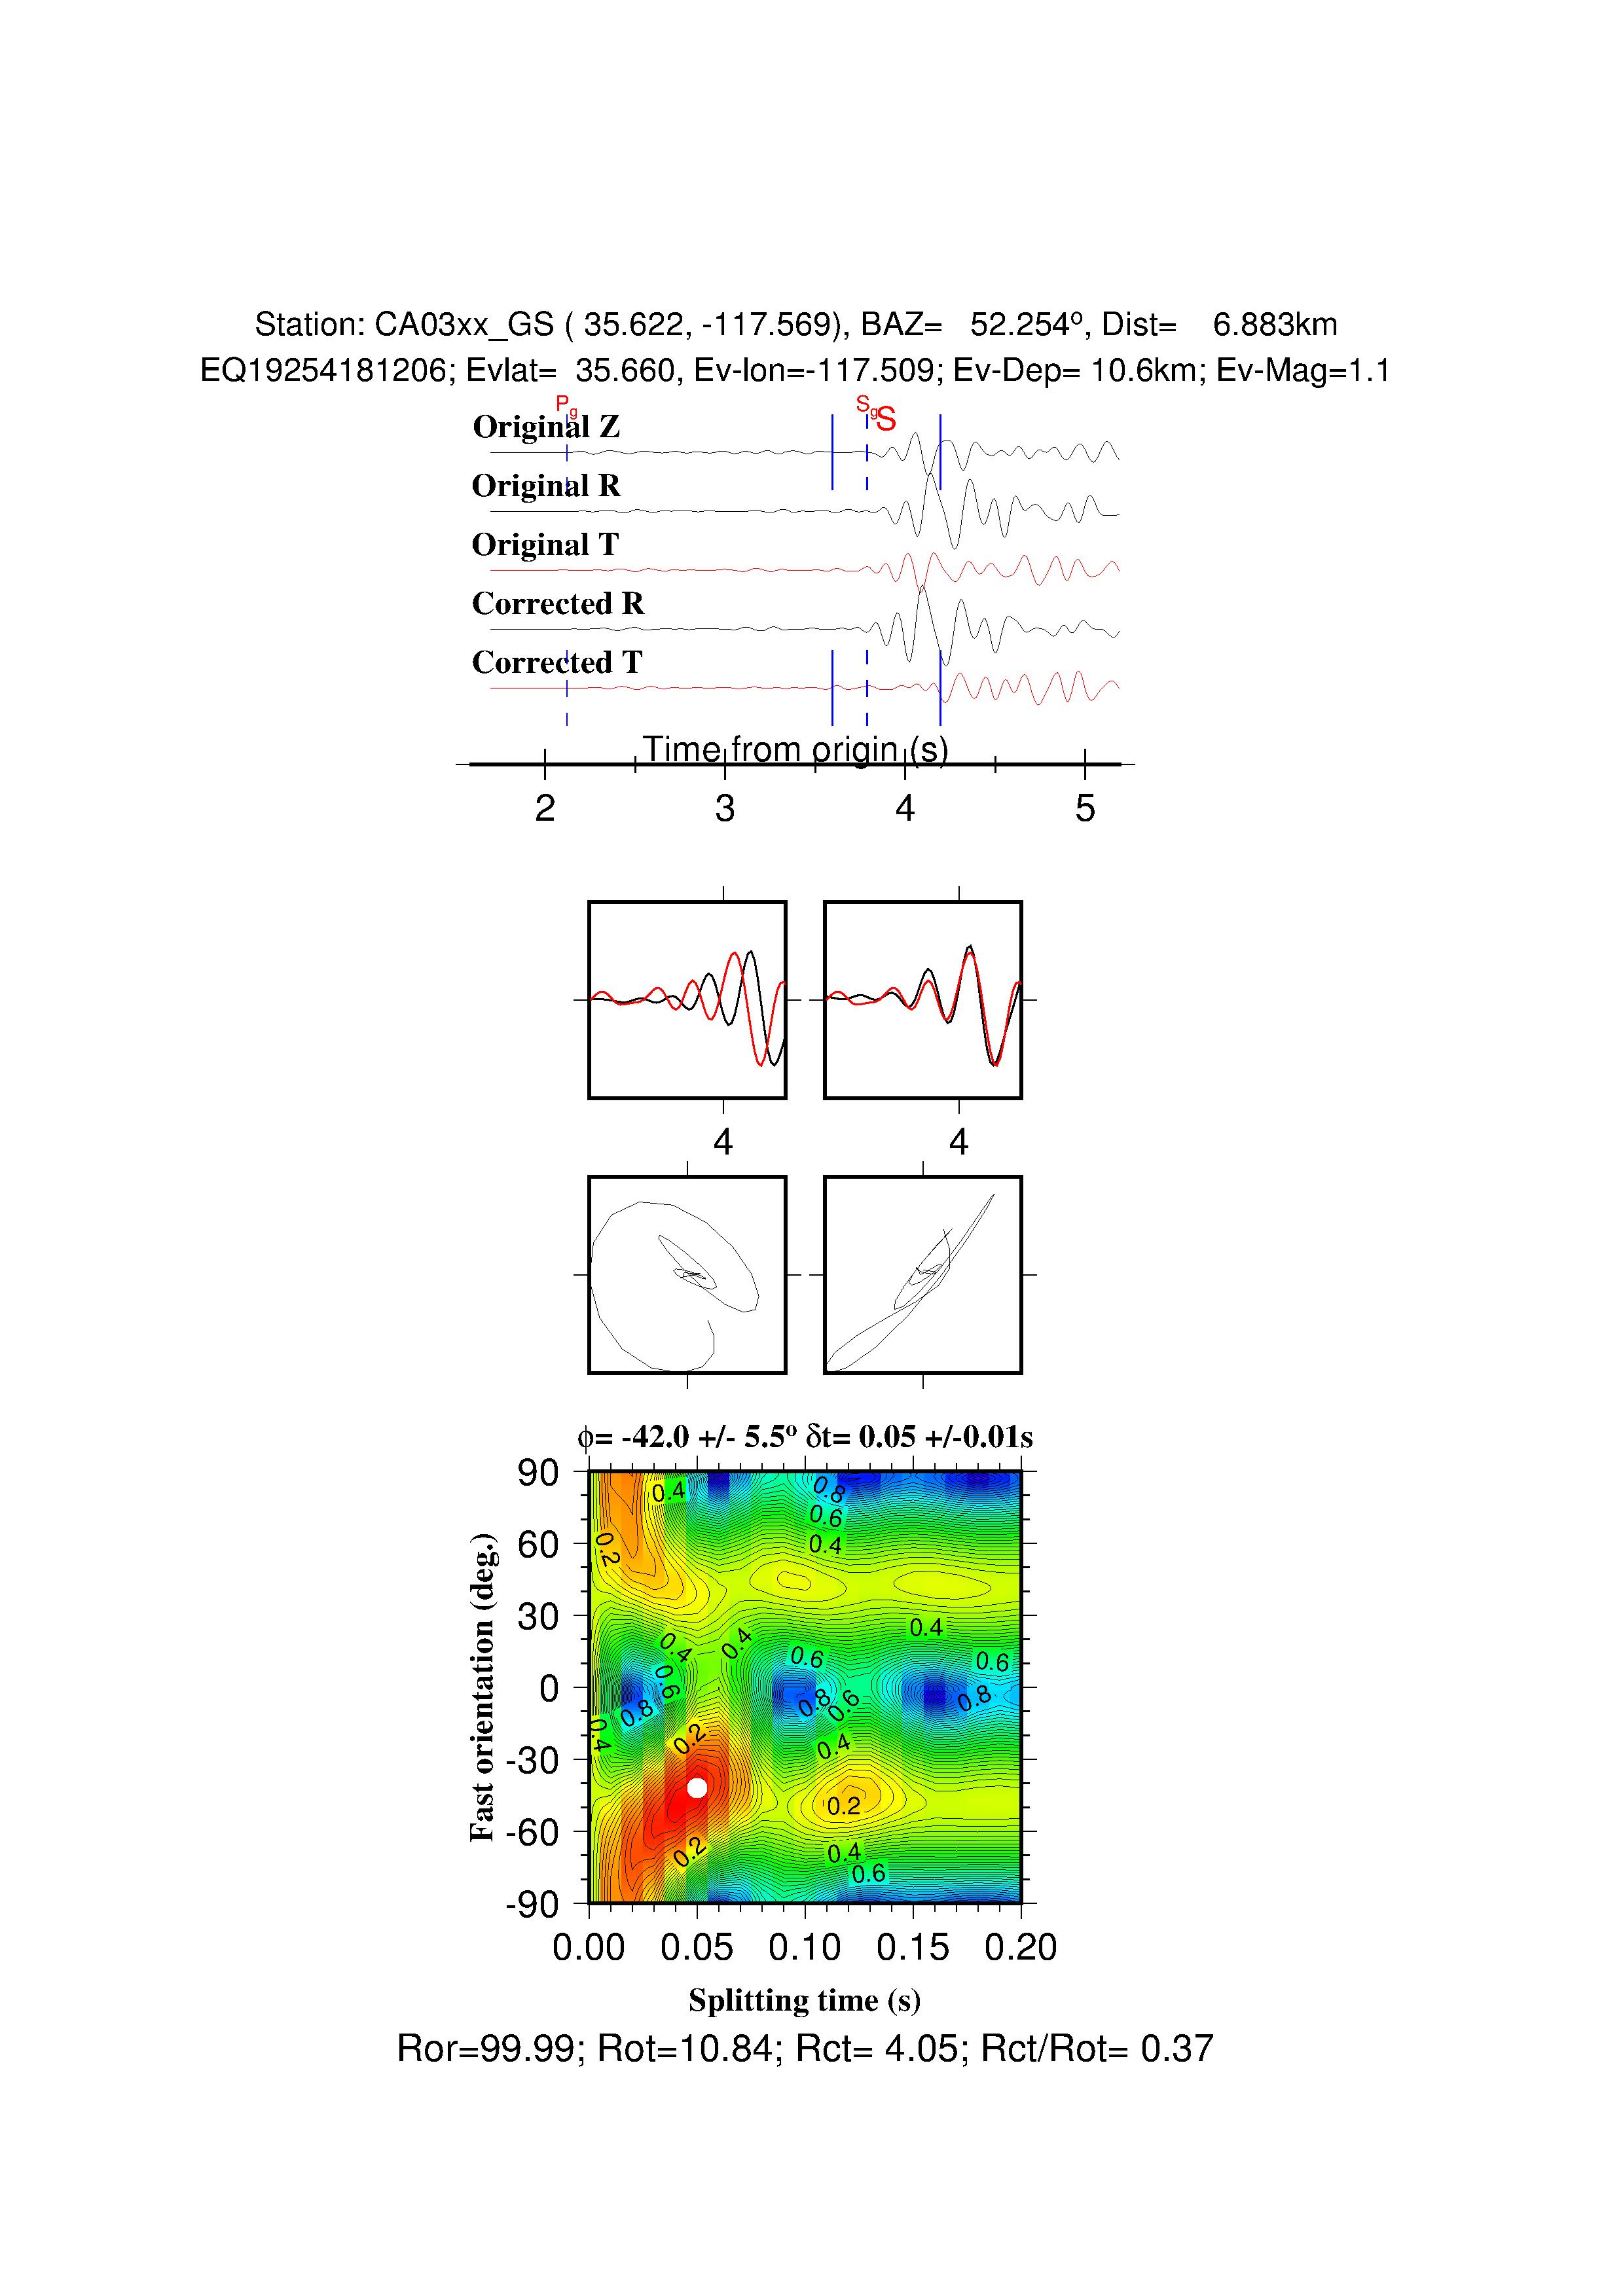 Station: CA03xx_GS ( 35.622, -117.569), BAZ= 52.254º, Dist= 6.883km
EQ19254181206; Evlat= 35.660, Ev-lon=-117.509; Ev-Dep= 10.6km; Ev-Mag=1.1
Pg Sg S
Original Z
Original R
Original T
Corrected R
Corrected T
Time from origin (s)
2 3 4 5
4 4
ϕ= -42.0 +/- 5.5º δt= 0.05 +/-0.01s
Fast orientation (deg.)
90
60
30
0
-30
-60
-90
0.4 0.8
0.6
0.2 0.4
0.4
0.4 0.4
0.6 0.6 0.6
0.8 0.8 0.6 0.8
0.4 0.2 0.4
0.2
0.2 0.4
0.6
0.00 0.05 0.10 0.15 0.20
Splitting time (s)
Ror=99.99; Rot=10.84; Rct= 4.05; Rct/Rot= 0.37